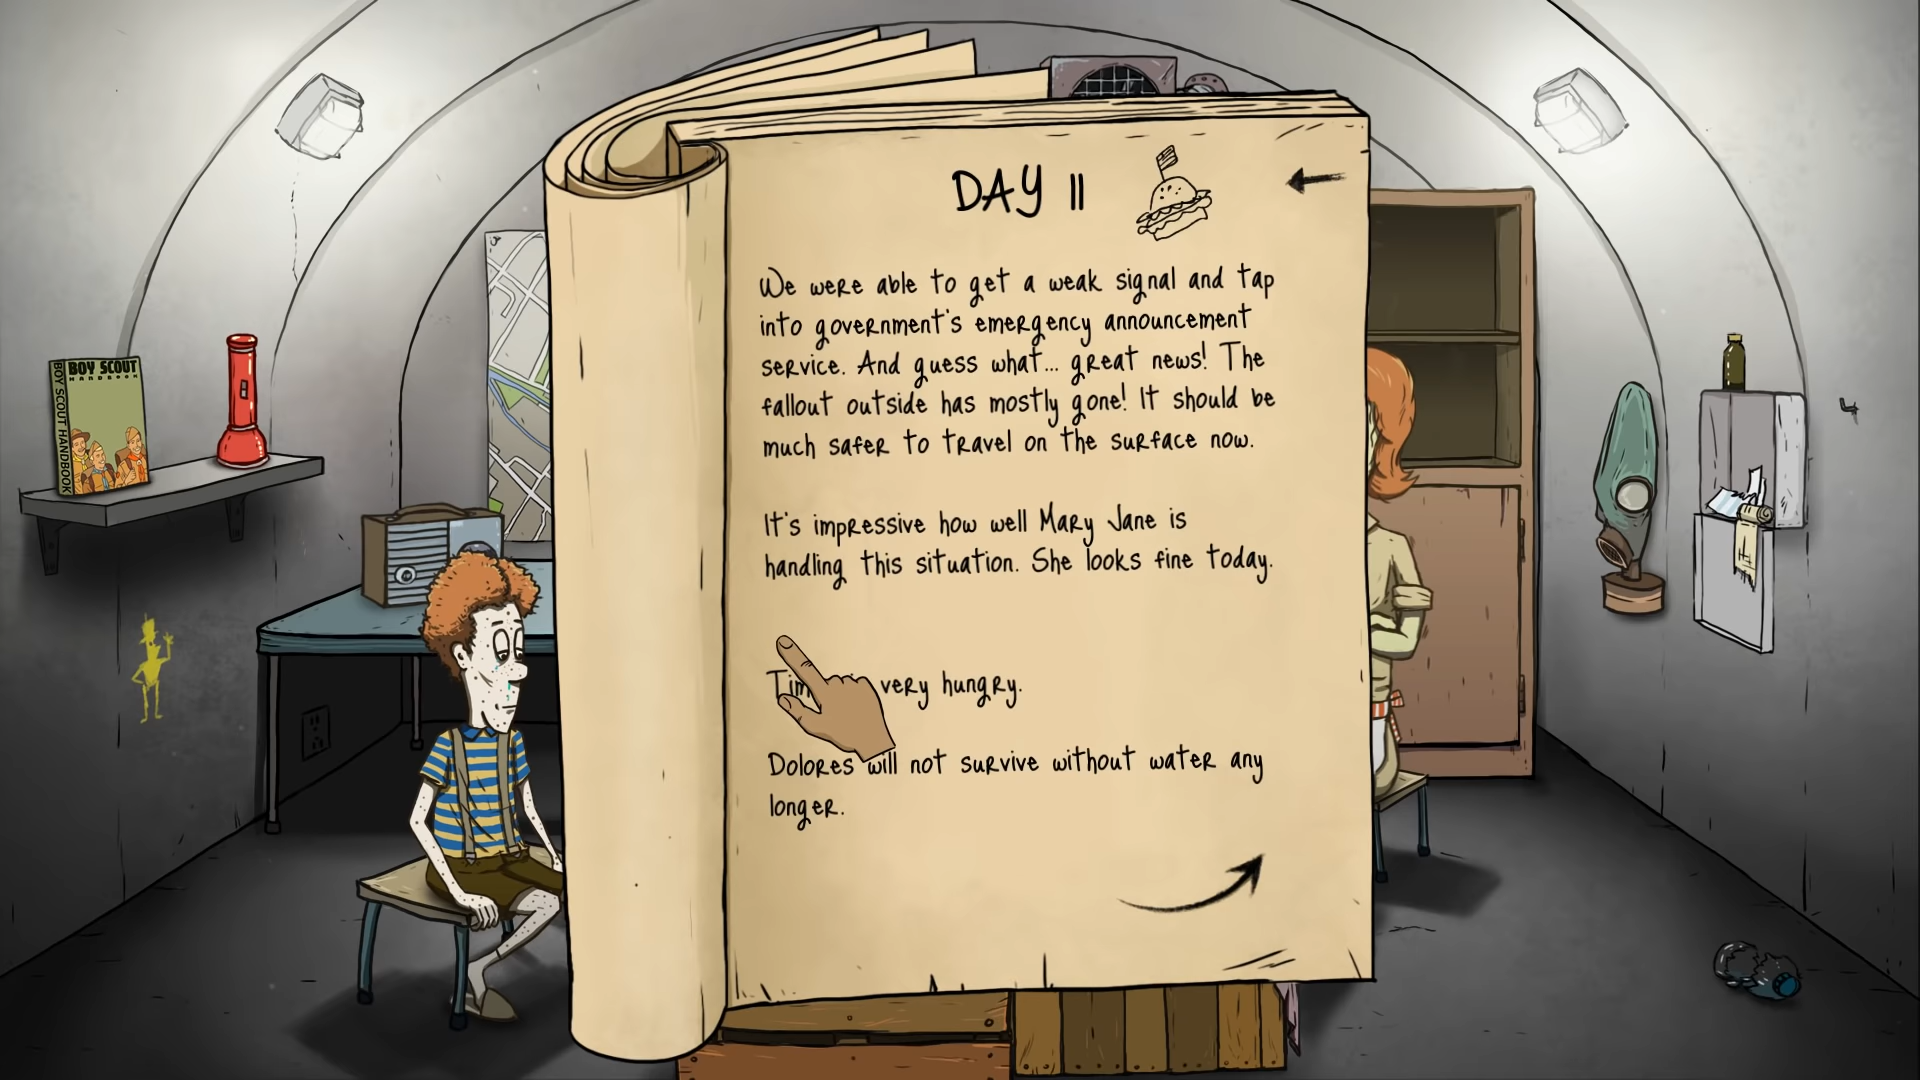 DAY 11
We were able to get a weak signal and tap
into government's emergency announcement
service. And guess what... great news! The
fallout outside has mostly gone! It should be
much safer to travel on the surface now.
It's impressive how well Mary Jane is
handling this situation. She looks fine today.
very hungry.
Dolores will not survive without water any
longer.
BOY SCOUT
HANDBOOK
BOY SCOUT HANDBOOK